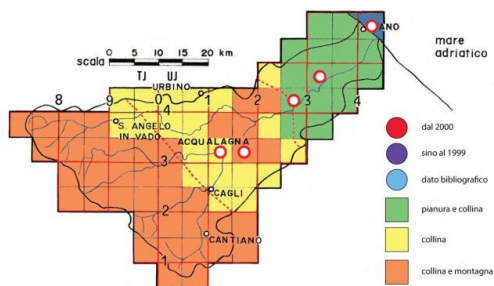 ANO
mare
adriatico
scala 0 5 10 15 20 km
TJ UJ
URBINO
8 9 0 1 2 3 4
4
S. ANGELO
IN VADO
ACQUALAGNA
3
CAGLI
2
CANTIANO
1
dal 2000
sino al 1999
dato bibliografico
pianura e collina
collina
collina e montagna